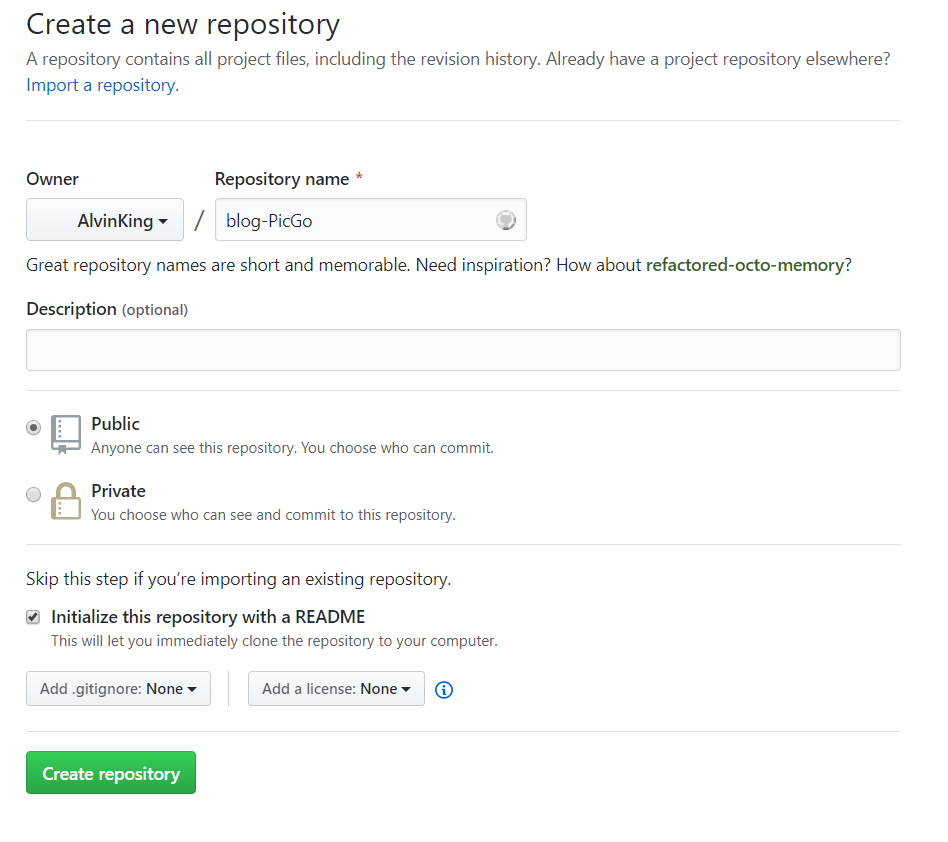 Create a new repository
A repository contains all project files, including the revision history. Already have a project repository elsewhere?
Import a repository.
Owner
Repository name *
AlvinKing
/
blog-PicGo
Great repository names are short and memorable. Need inspiration? How about refactored-octo-memory?
Description (optional)
Public
Anyone can see this repository. You choose who can commit.
Private
You choose who can see and commit to this repository.
Skip this step if you’re importing an existing repository.
Initialize this repository with a README
This will let you immediately clone the repository to your computer.
Add .gitignore: None
Add a license: None
Create repository